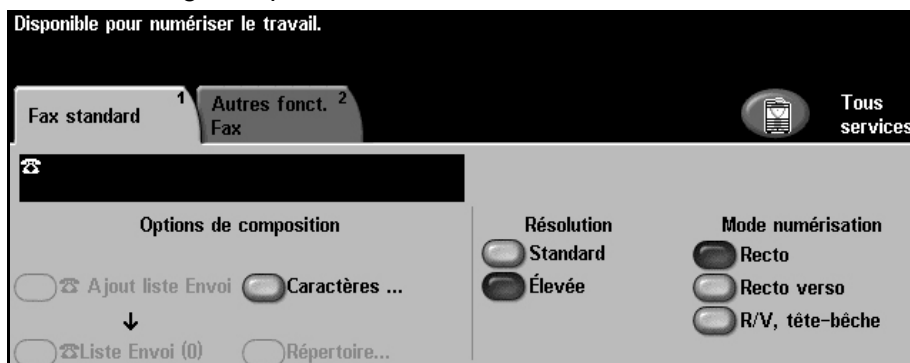 Disponible pour numériser le travail.
Fax standard 1
Autres fonct. 2
Fax
Tous
services
Options de composition
Ajout liste Envoi
Caractères ...
Liste Envoi (0)
Répertoire...
Résolution
Standard
Élevée
Mode numérisation
Recto
Recto verso
R/V, tête-bêche